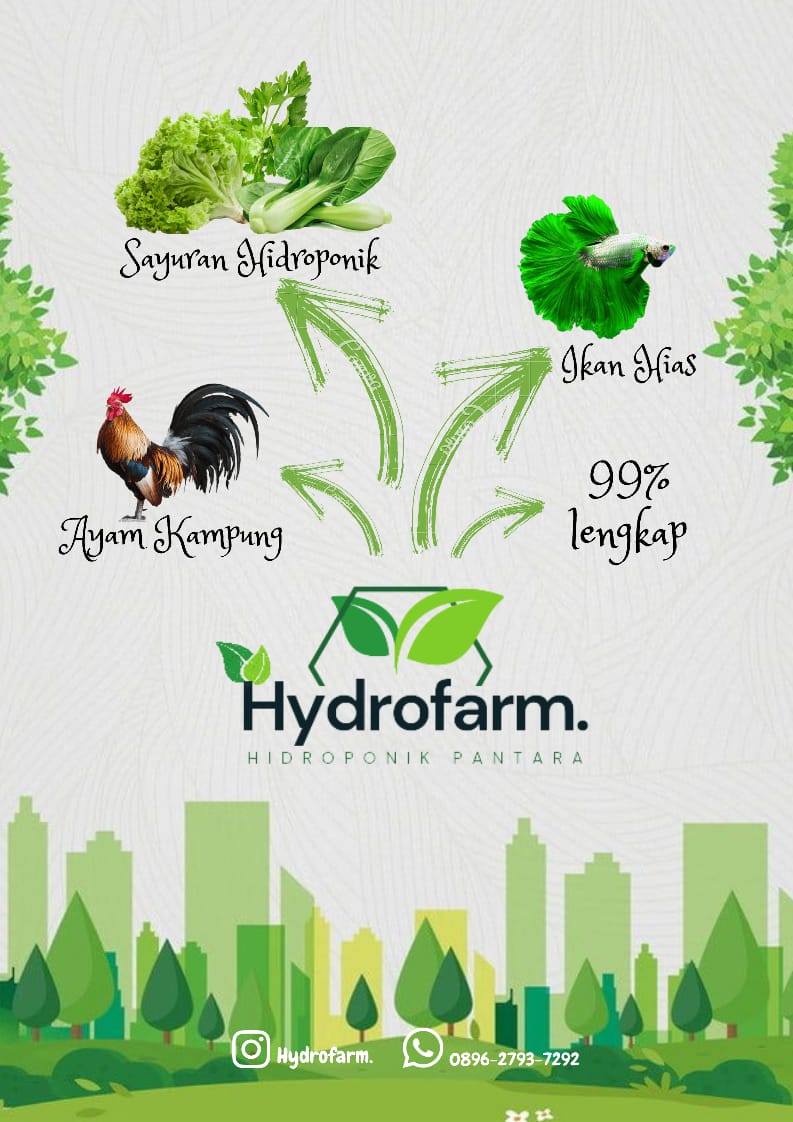 Sayuran Hidroponik
Ikan Hias
Ayam Kampung
99%
lengkap
Hydrofarm.
HIDROPONIK PANTARA
Hydrofarm.
0896-2793-7292